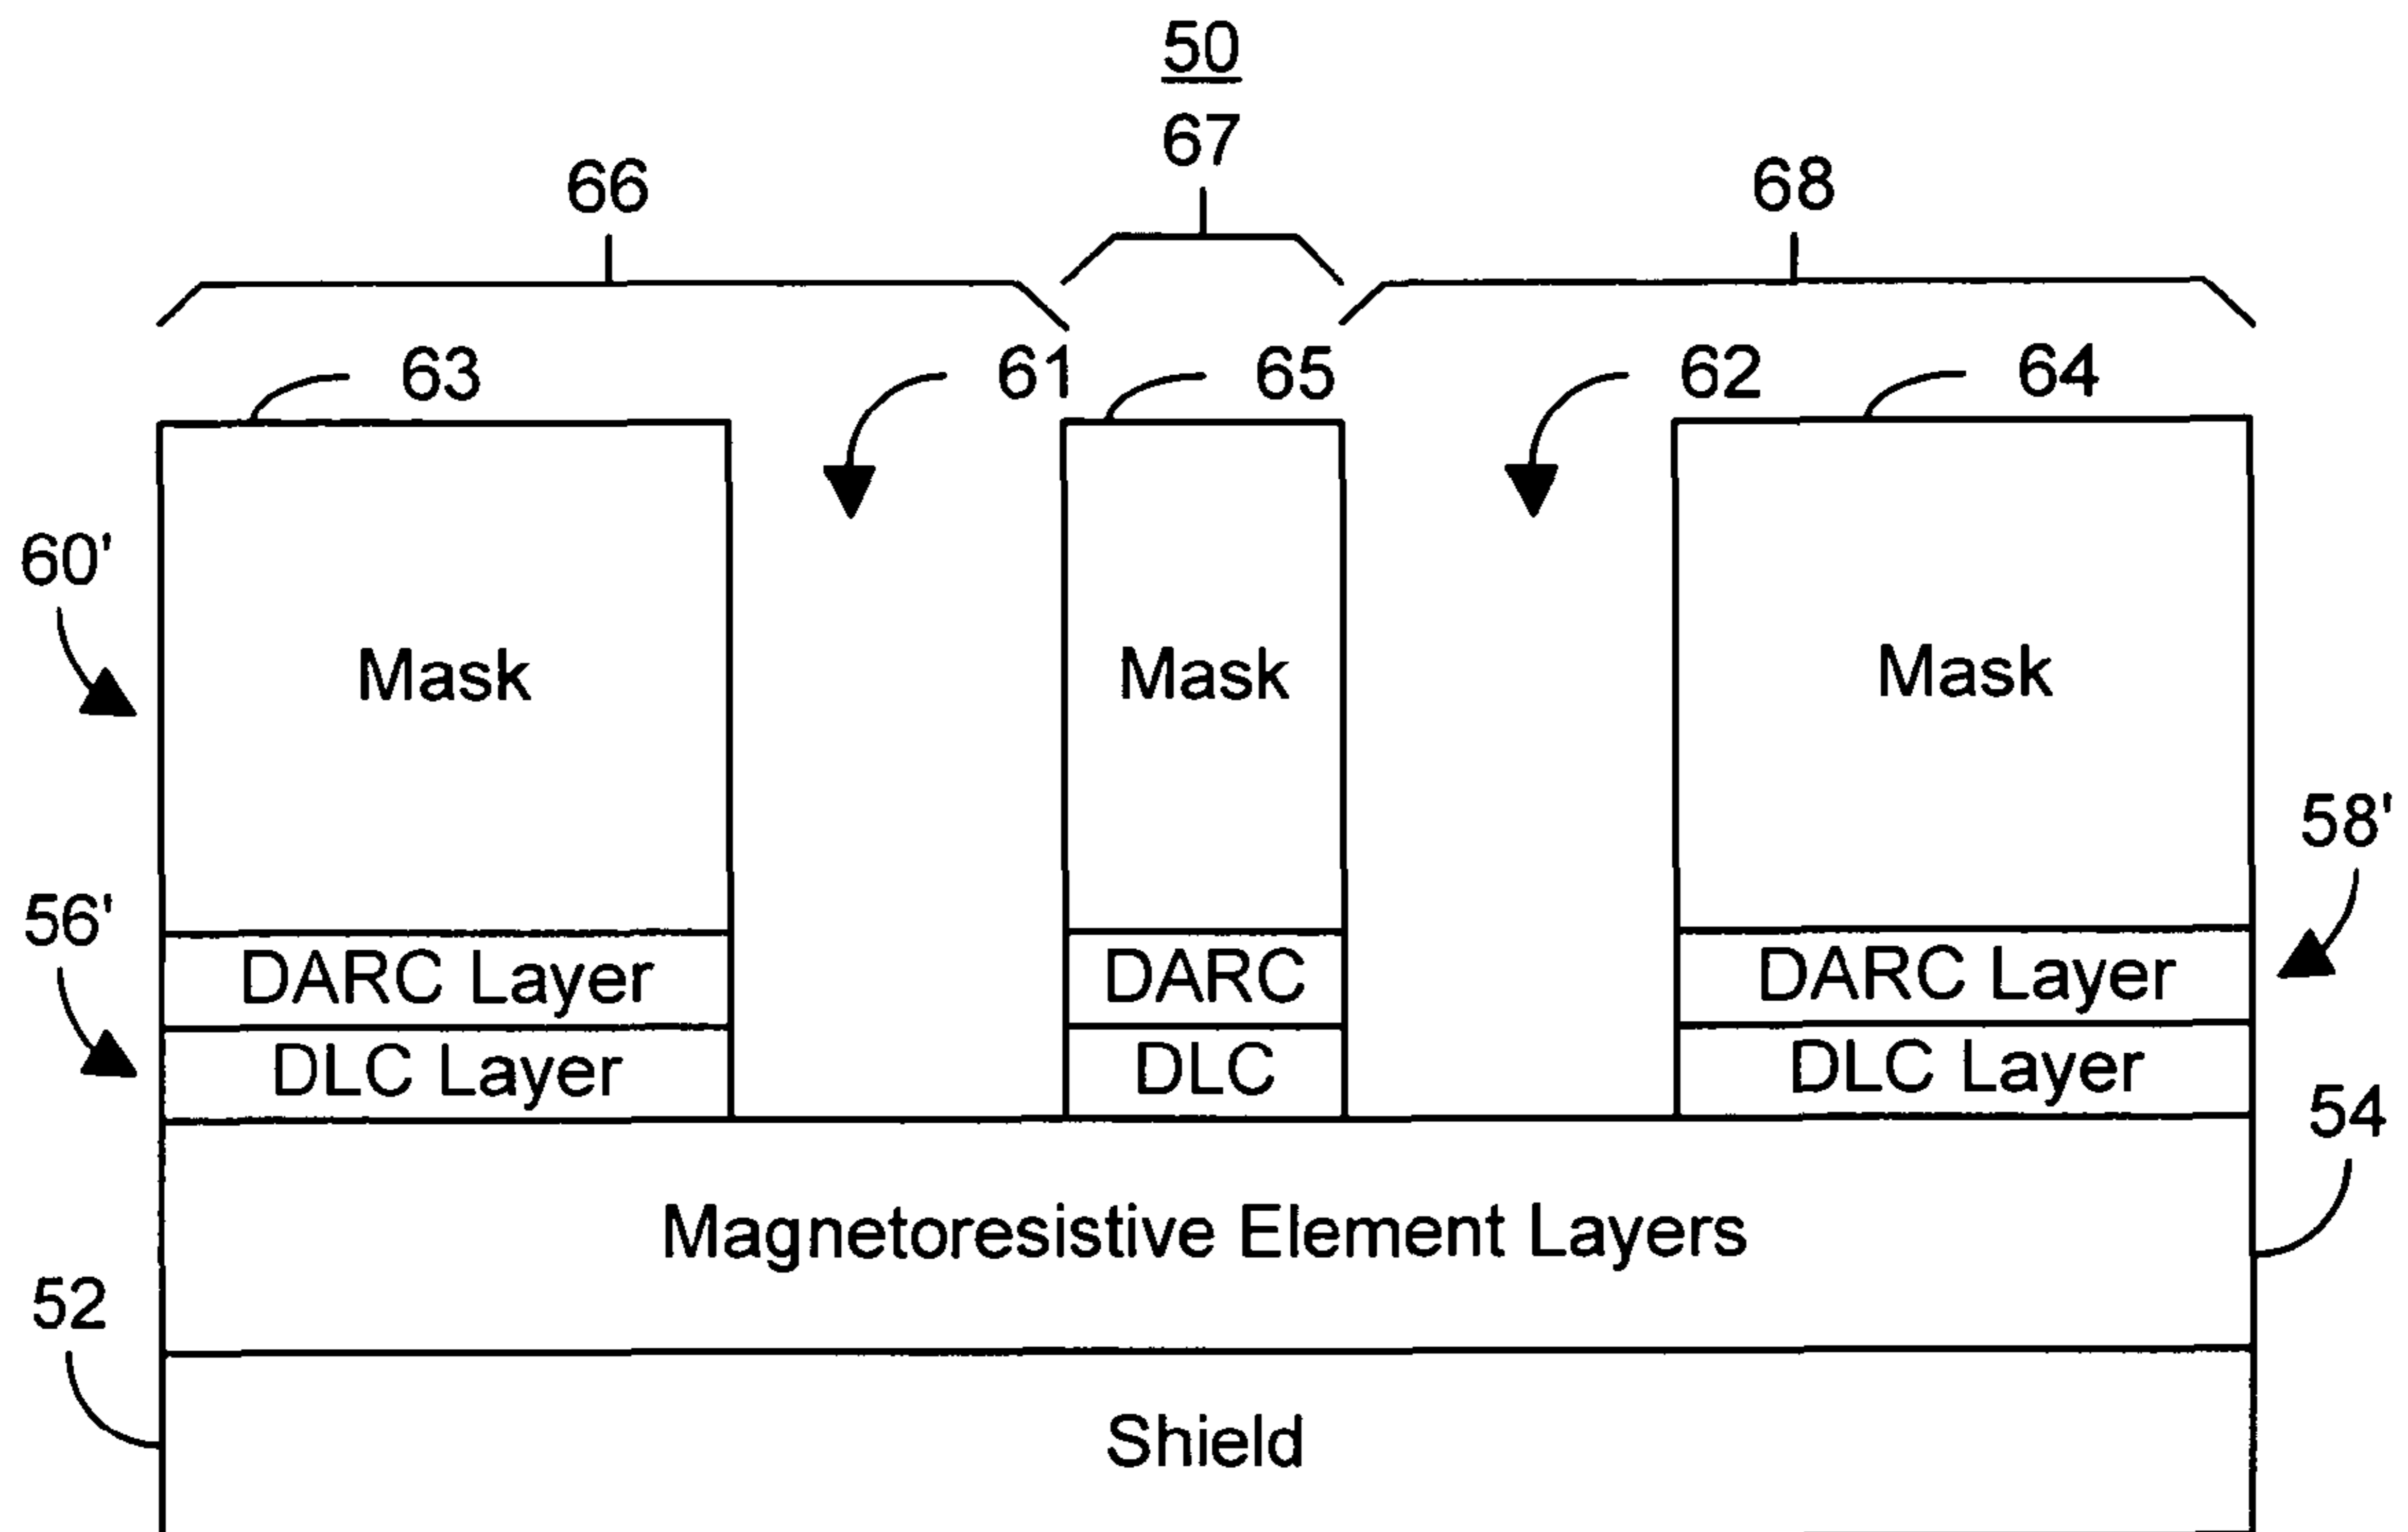 50
67
66
68
63
61
65
62
64
60'
Mask
Mask
Mask
58'
56'
DARC Layer
DARC
DARC Layer
DLC Layer
DLC
DLC Layer
54
Magnetoresistive Element Layers
52
Shield